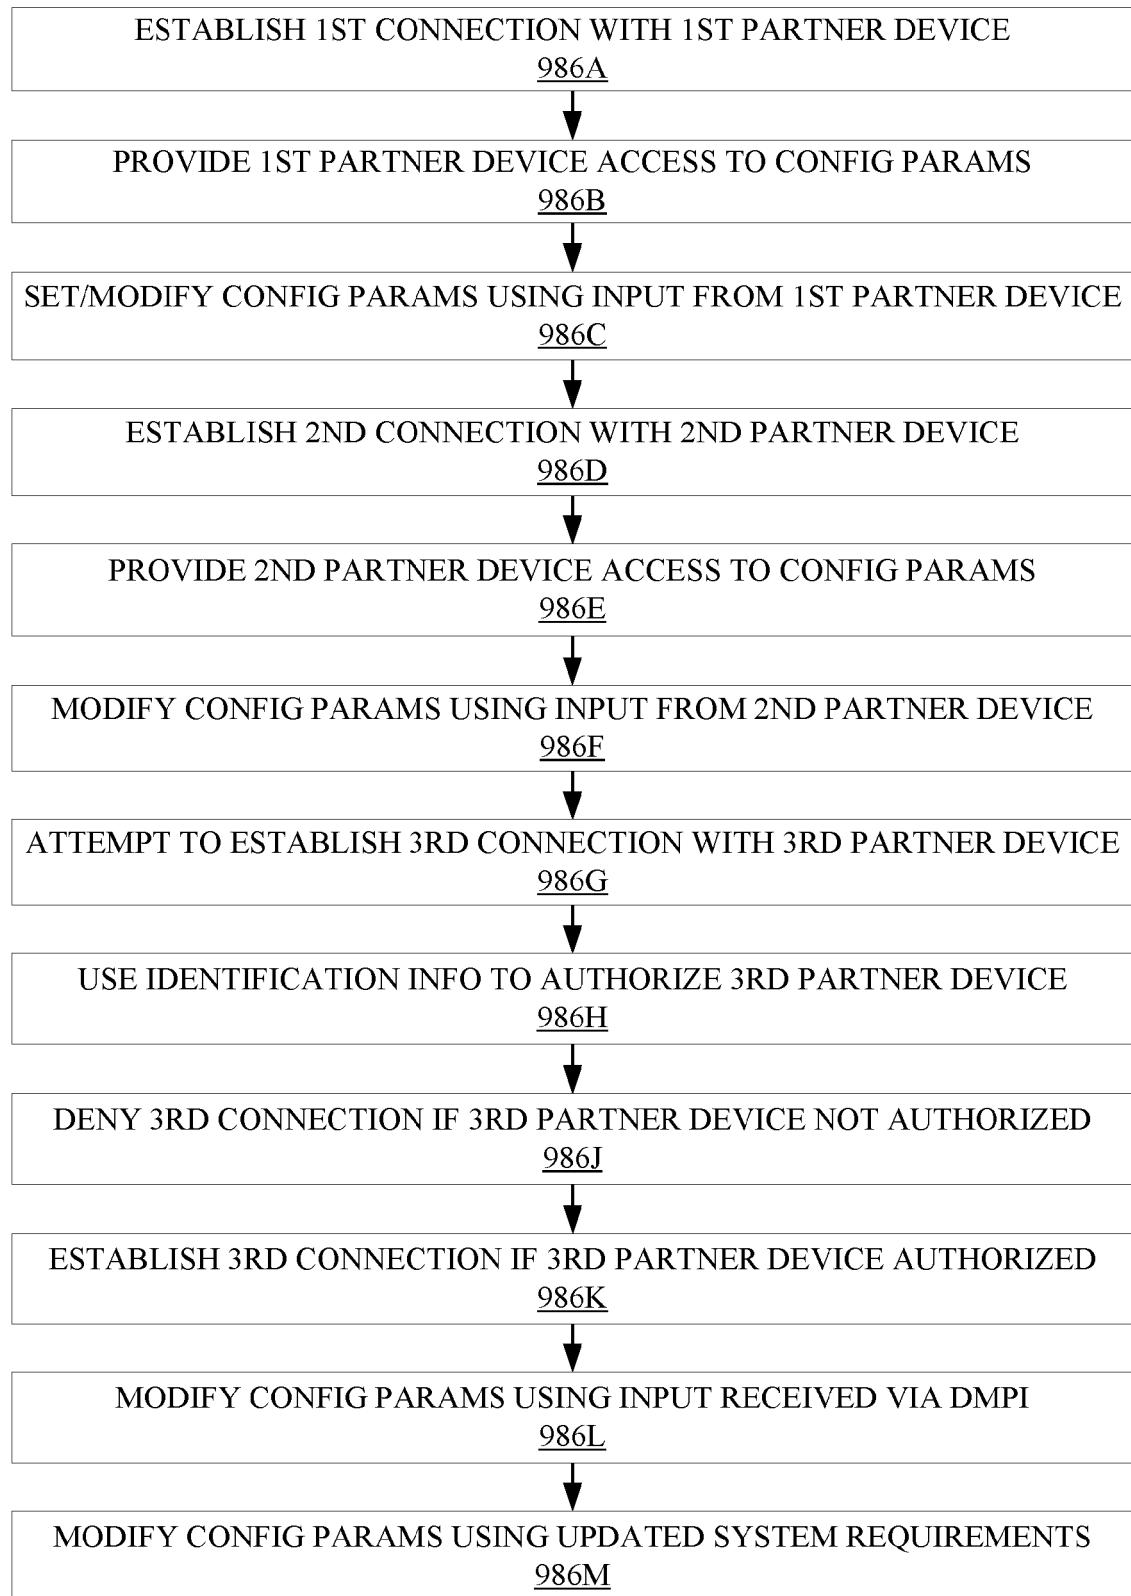 ESTABLISH 1ST CONNECTION WITH 1ST PARTNER DEVICE
986A
PROVIDE 1ST PARTNER DEVICE ACCESS TO CONFIG PARAMS
986B
SET/MODIFY CONFIG PARAMS USING INPUT FROM 1ST PARTNER DEVICE
986C
ESTABLISH 2ND CONNECTION WITH 2ND PARTNER DEVICE
986D
PROVIDE 2ND PARTNER DEVICE ACCESS TO CONFIG PARAMS
986E
MODIFY CONFIG PARAMS USING INPUT FROM 2ND PARTNER DEVICE
986F
ATTEMPT TO ESTABLISH 3RD CONNECTION WITH 3RD PARTNER DEVICE
986G
USE IDENTIFICATION INFO TO AUTHORIZE 3RD PARTNER DEVICE
986H
DENY 3RD CONNECTION IF 3RD PARTNER DEVICE NOT AUTHORIZED
986J
ESTABLISH 3RD CONNECTION IF 3RD PARTNER DEVICE AUTHORIZED
986K
MODIFY CONFIG PARAMS USING INPUT RECEIVED VIA DMPI
986L
MODIFY CONFIG PARAMS USING UPDATED SYSTEM REQUIREMENTS
986M